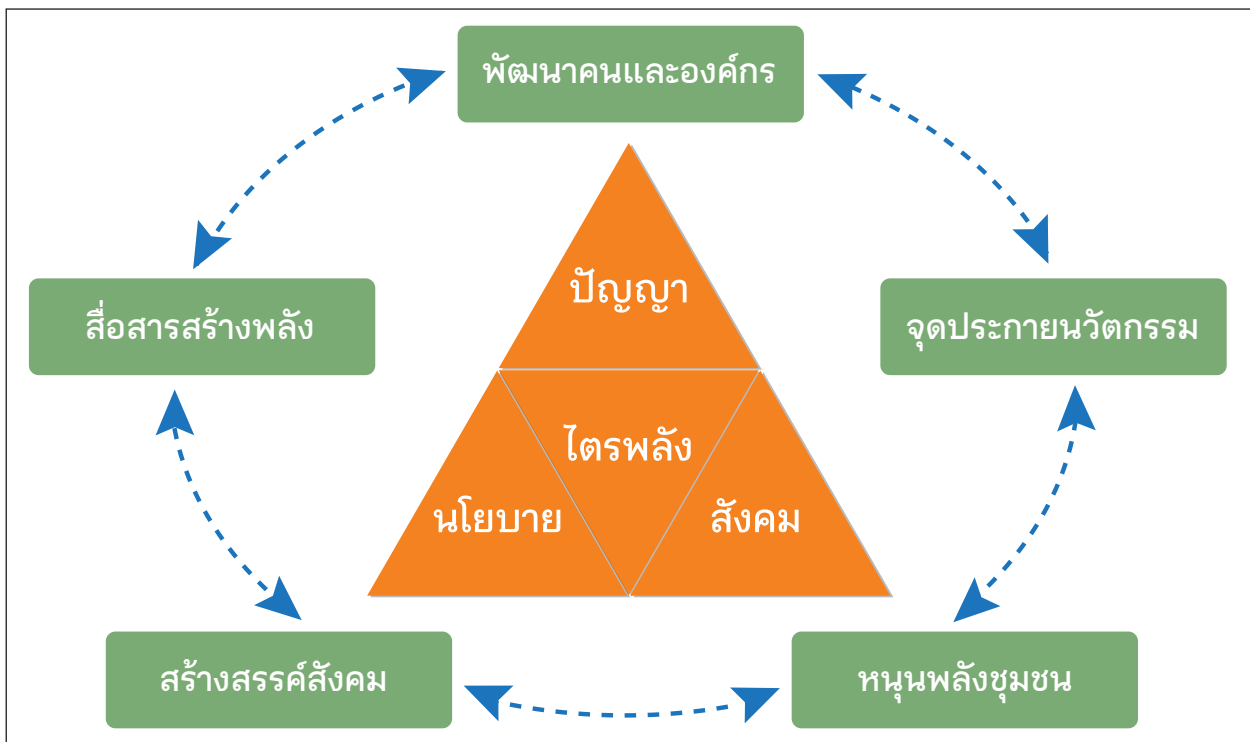 พัฒนาคนและองค์กร
ปัญญา
สื่อสารสร้างพลัง
จุดประกายนวัตกรรม
ไตรพลัง
นโยบาย
สังคม
สร้างสรรค์สังคม
หนุนพลังชุมชน